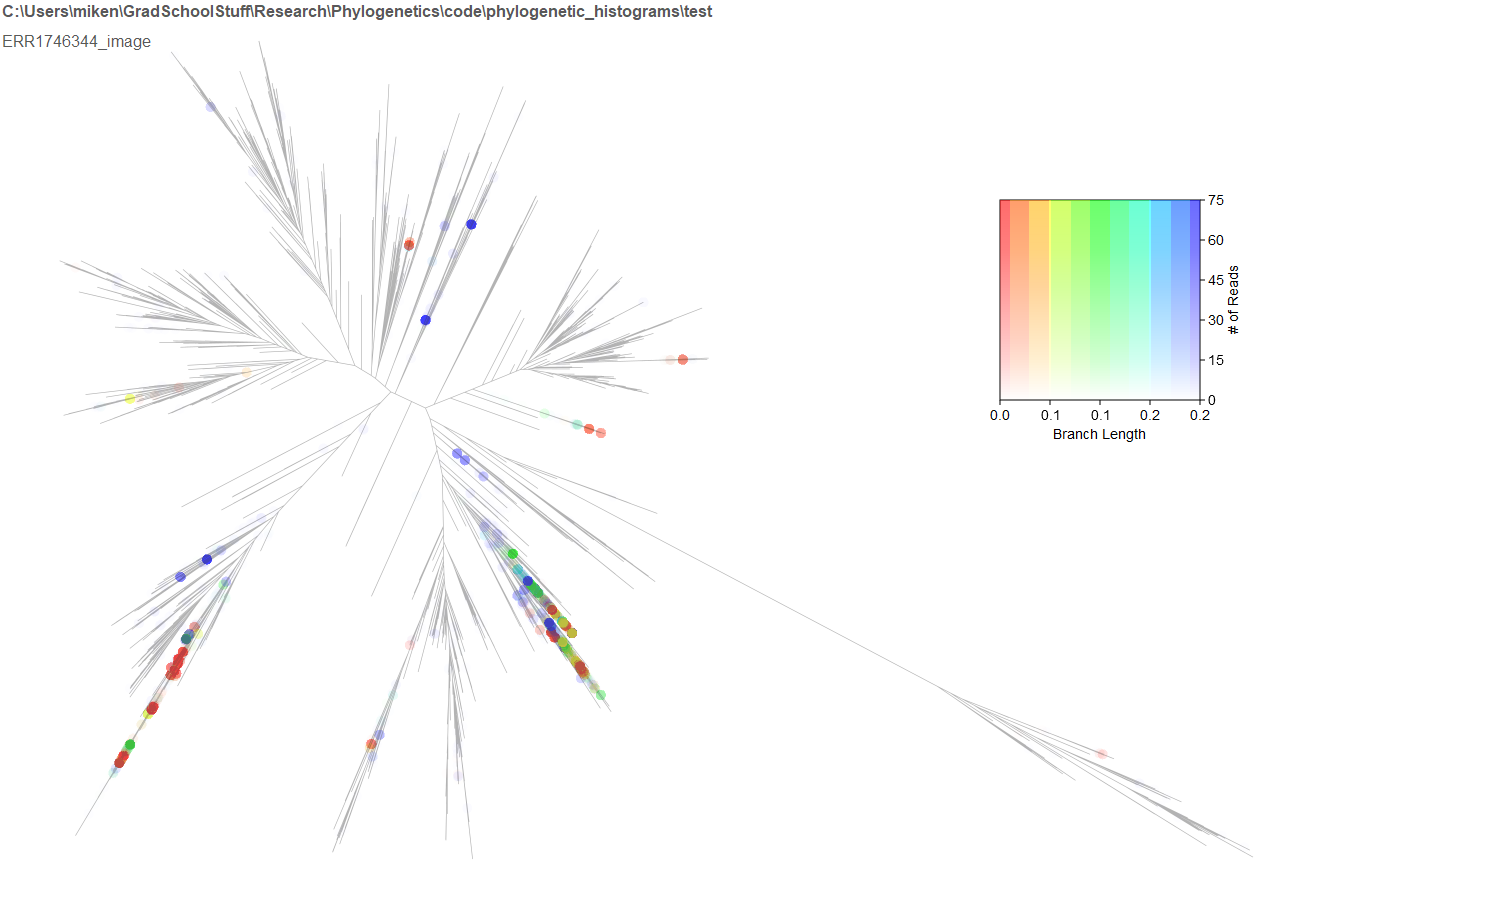 C:\Users\miken\GradSchoolStuff\Research\Phylogenetics\code\phylogenetic_histograms\test
ERR1746344_image
75
60
45
30
15
0
# of Reads
0.0 0.1 0.1 0.2 0.2
Branch Length